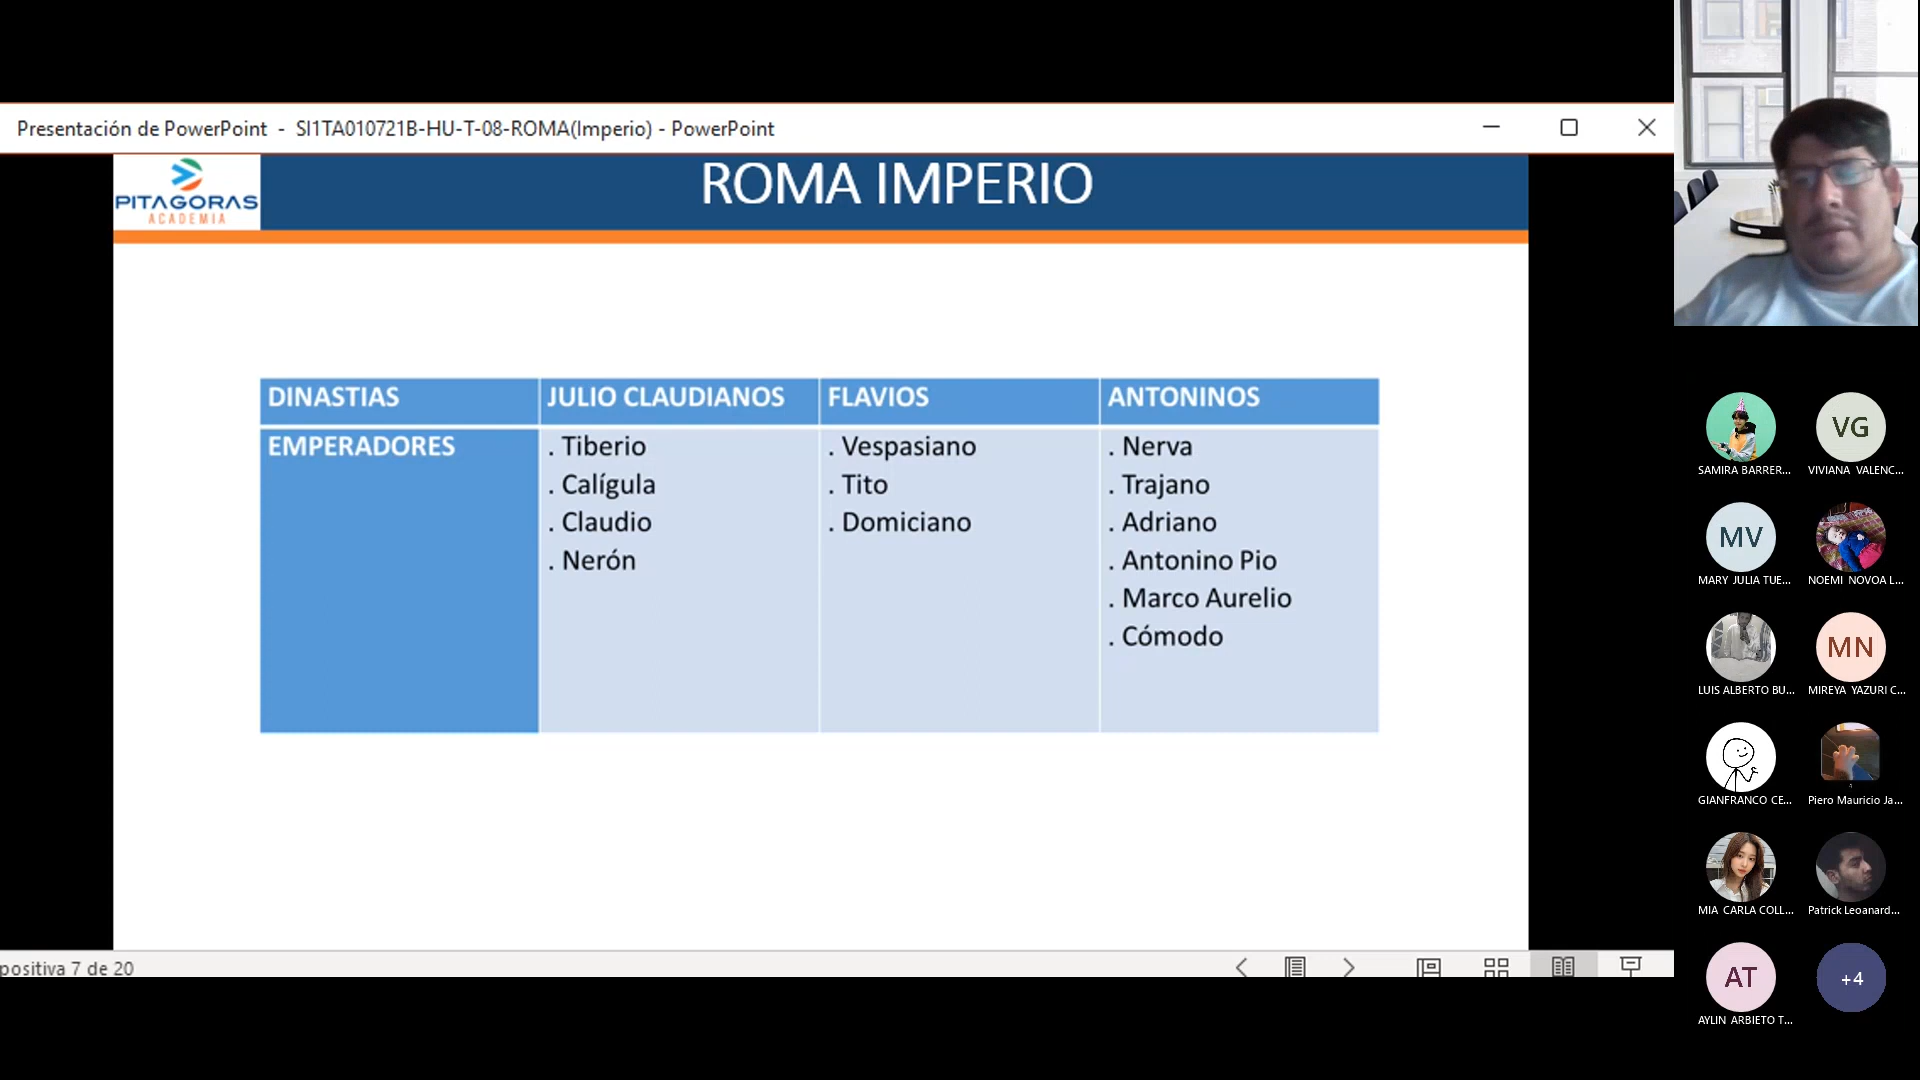 Presentación de PowerPoint - SI1TA010721B-HU-T-08-ROMA(Imperio) - PowerPoint
PITAGORAS
ACADEMIA
ROMA IMPERIO
DINASTIAS JULIO CLAUDIANOS FLAVIOS ANTONINOS
EMPERADORES . Tiberio . Vespasiano . Nerva
. Calígula . Tito . Trajano
. Claudio . Domiciano . Adriano
. Nerón . Antonino Pio
. Marco Aurelio
. Cómodo
positiva 7 de 20
VG
SAMIRA BARRER... VIVIANA VALENC...
MV
MARY JULIA TUE... NOEMI NOVOA L...
MN
LUIS ALBERTO BU... MIREYA YAZURI C...
GIANFRANCO CE... Piero Mauricio Ja...
MIA CARLA COLL... Patrick Leoanard...
AT +4
AYLIN ARBIETO T...